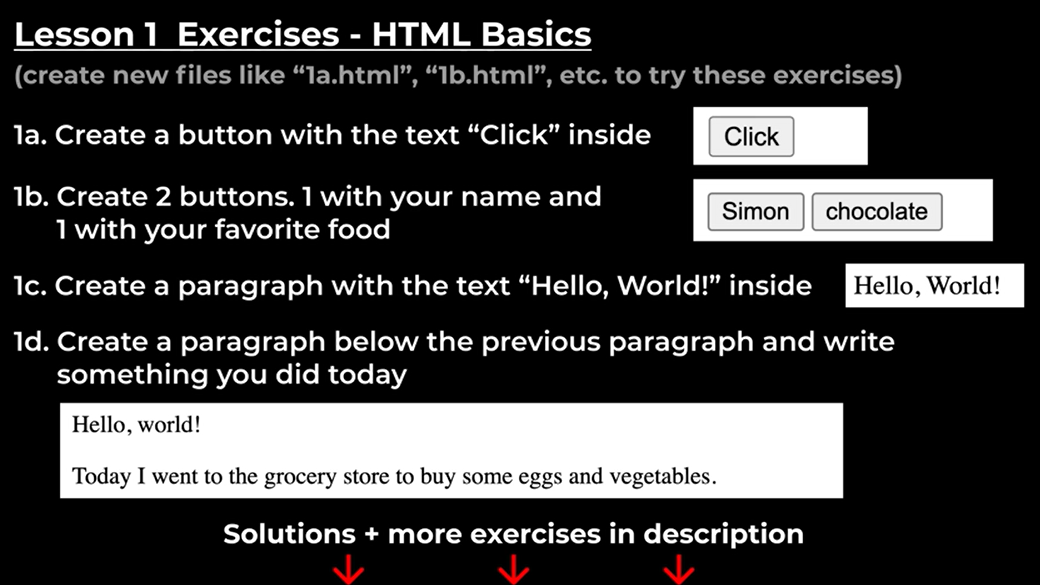 Lesson 1 Exercises - HTML Basics
(create new files like “1a.html”, “1b.html”, etc. to try these exercises)
1a. Create a button with the text “Click” inside
Click
1b. Create 2 buttons. 1 with your name and
1 with your favorite food
Simon chocolate
1c. Create a paragraph with the text “Hello, World!” inside
Hello, World!
1d. Create a paragraph below the previous paragraph and write
something you did today
Hello, world!
Today I went to the grocery store to buy some eggs and vegetables.
Solutions + more exercises in description